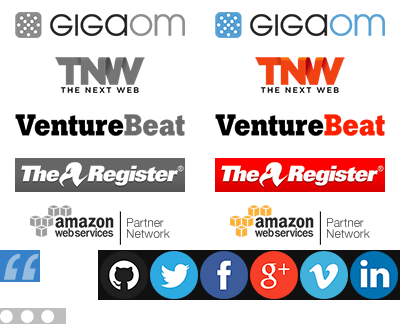 GIGAOM GIGAOM
TNW TNW
THE NEXT WEB THE NEXT WEB
VentureBeat VentureBeat
The Register® The Register®
amazon webservices Partner Network amazon webservices Partner Network
“ f g+ v in